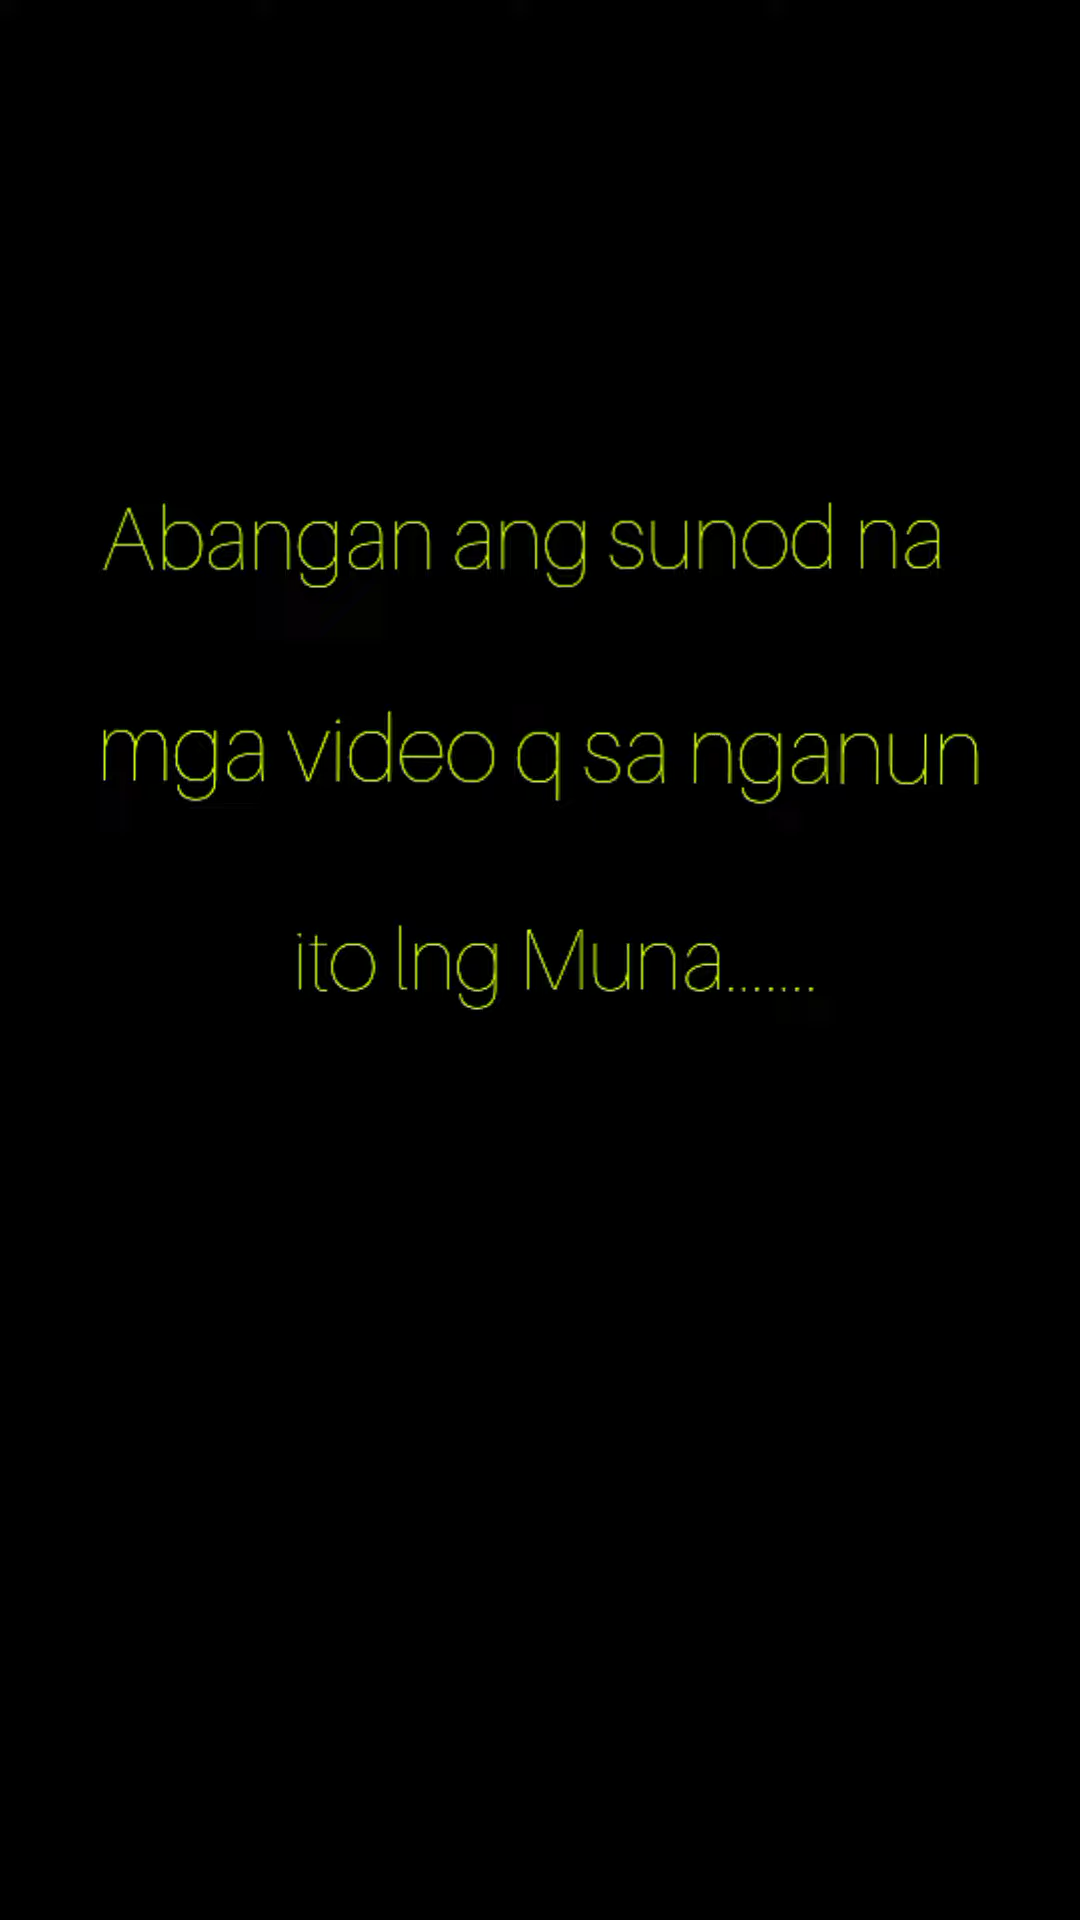 Abangan ang sunod na
mga video q sa nganun
ito lng Muna.......